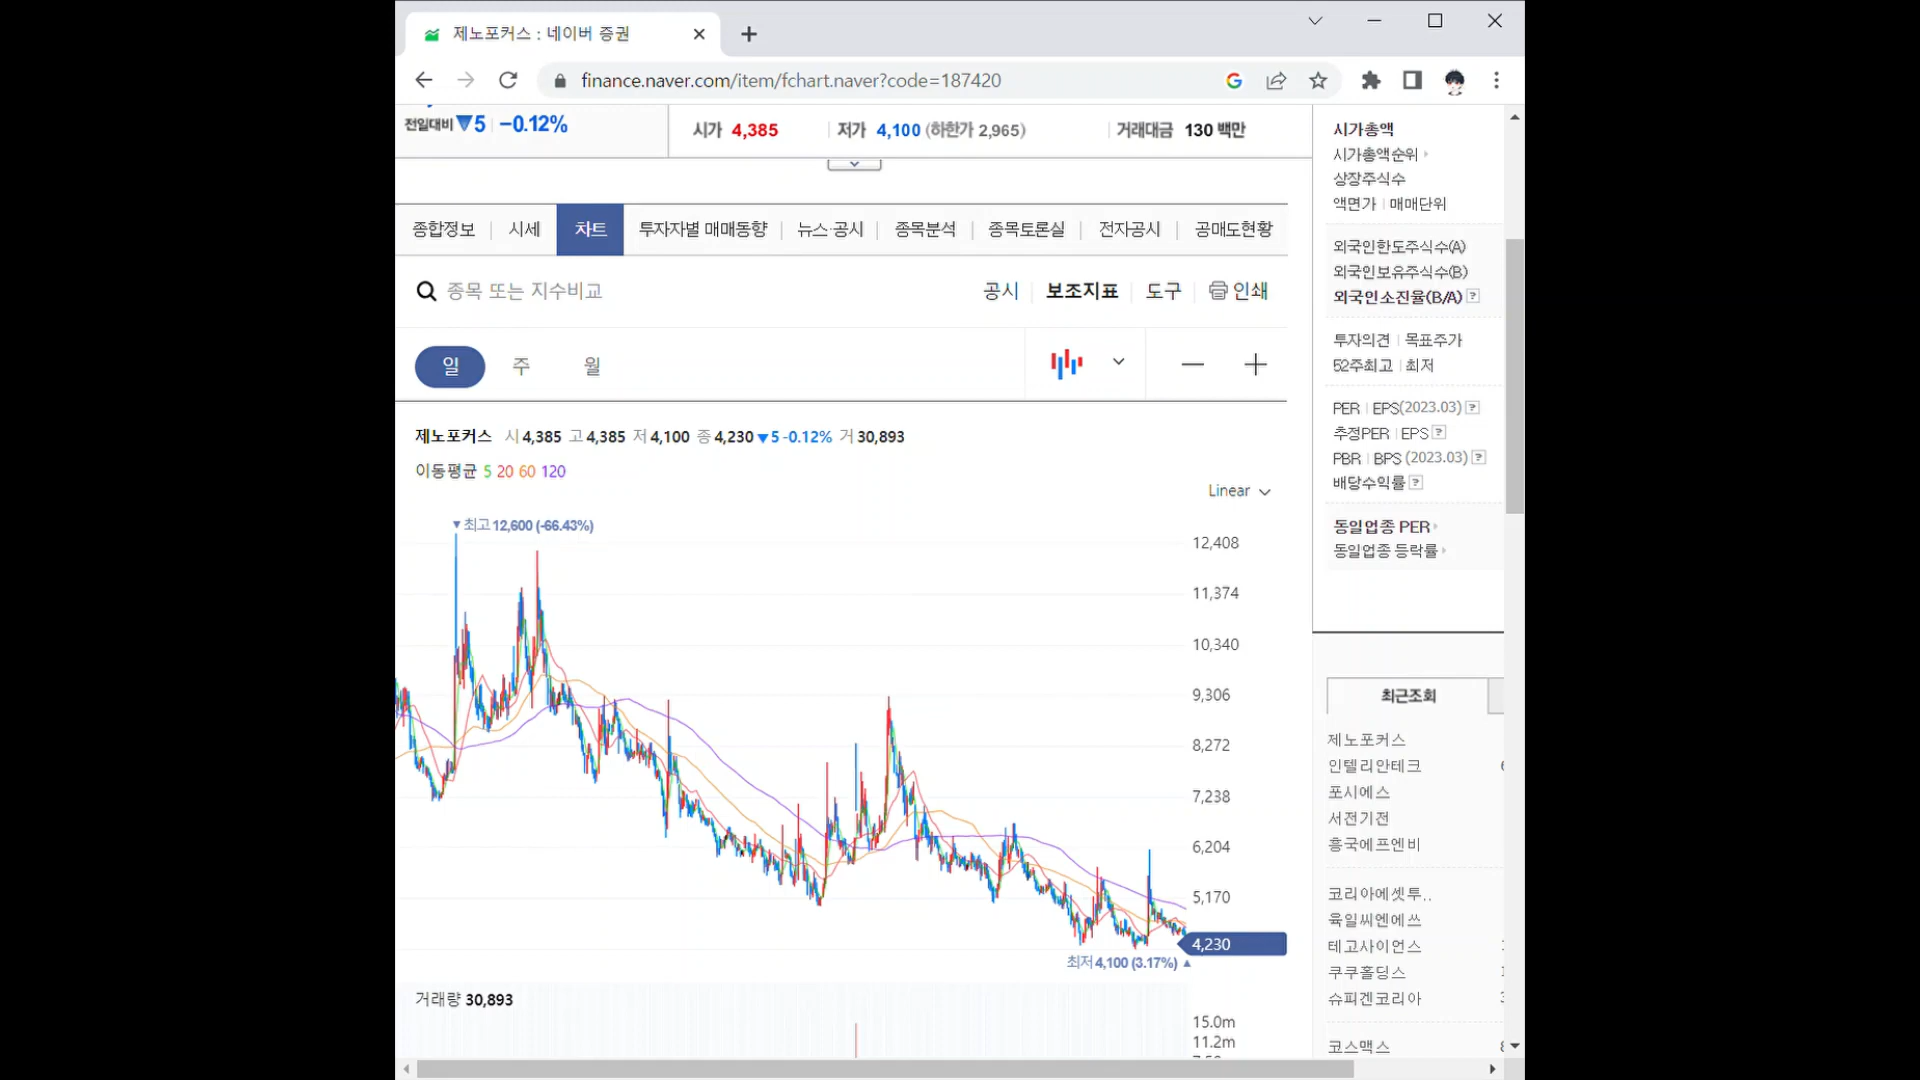 제노포커스 : 네이버 증권
finance.naver.com/item/fchart.naver?code=187420
전일대비 ▼5 | -0.12%
시가 4,385 | 저가 4,100 (하한가 2,965) | 거래대금 130 백만
종합정보 | 시세 차트 투자자별 매매동향 | 뉴스·공시 | 종목분석 | 종목토론실 | 전자공시 | 공매도현황
종목 또는 지수비교
공시 보조지표 도구 인쇄
일 주 월
제노포커스 시 4,385 고 4,385 저 4,100 종 4,230 ▼5 -0.12% 거 30,893
이동평균 5 20 60 120
Linear
▼최고 12,600 (-66.43%)
12,408
11,374
10,340
9,306
8,272
7,238
6,204
5,170
4,230
최저 4,100 (3.17%) ▲
거래량 30,893
15.0m
11.2m
시가총액
시가총액순위
상장주식수
액면가 | 매매단위
외국인한도주식수(A)
외국인보유주식수(B)
외국인소진율(B/A) ?
투자의견 | 목표주가
52주최고 | 최저
PER | EPS(2023.03) ?
추정PER | EPS ?
PBR | BPS (2023.03) ?
배당수익률 ?
동일업종 PER
동일업종 등락률
최근조회
제노포커스
인텔리안테크
포시에스
서전기전
흥국에프엔비
코리아에셋투..
육일씨엔에쓰
테고사이언스
쿠쿠홀딩스
슈피겐코리아
코스맥스